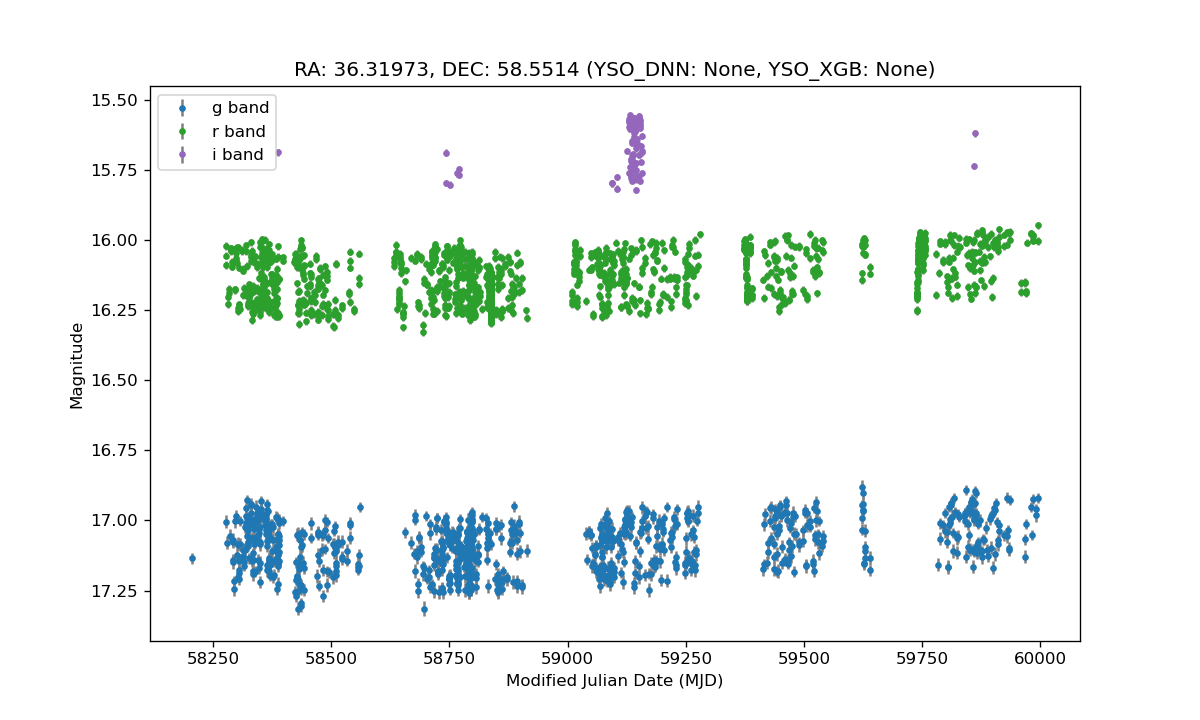 RA: 36.31973, DEC: 58.5514 (YSO_DNN: None, YSO_XGB: None)
g band
r band
i band
15.50
15.75
16.00
16.25
16.50
16.75
17.00
17.25
Magnitude
58250 58500 58750 59000 59250 59500 59750 60000
Modified Julian Date (MJD)